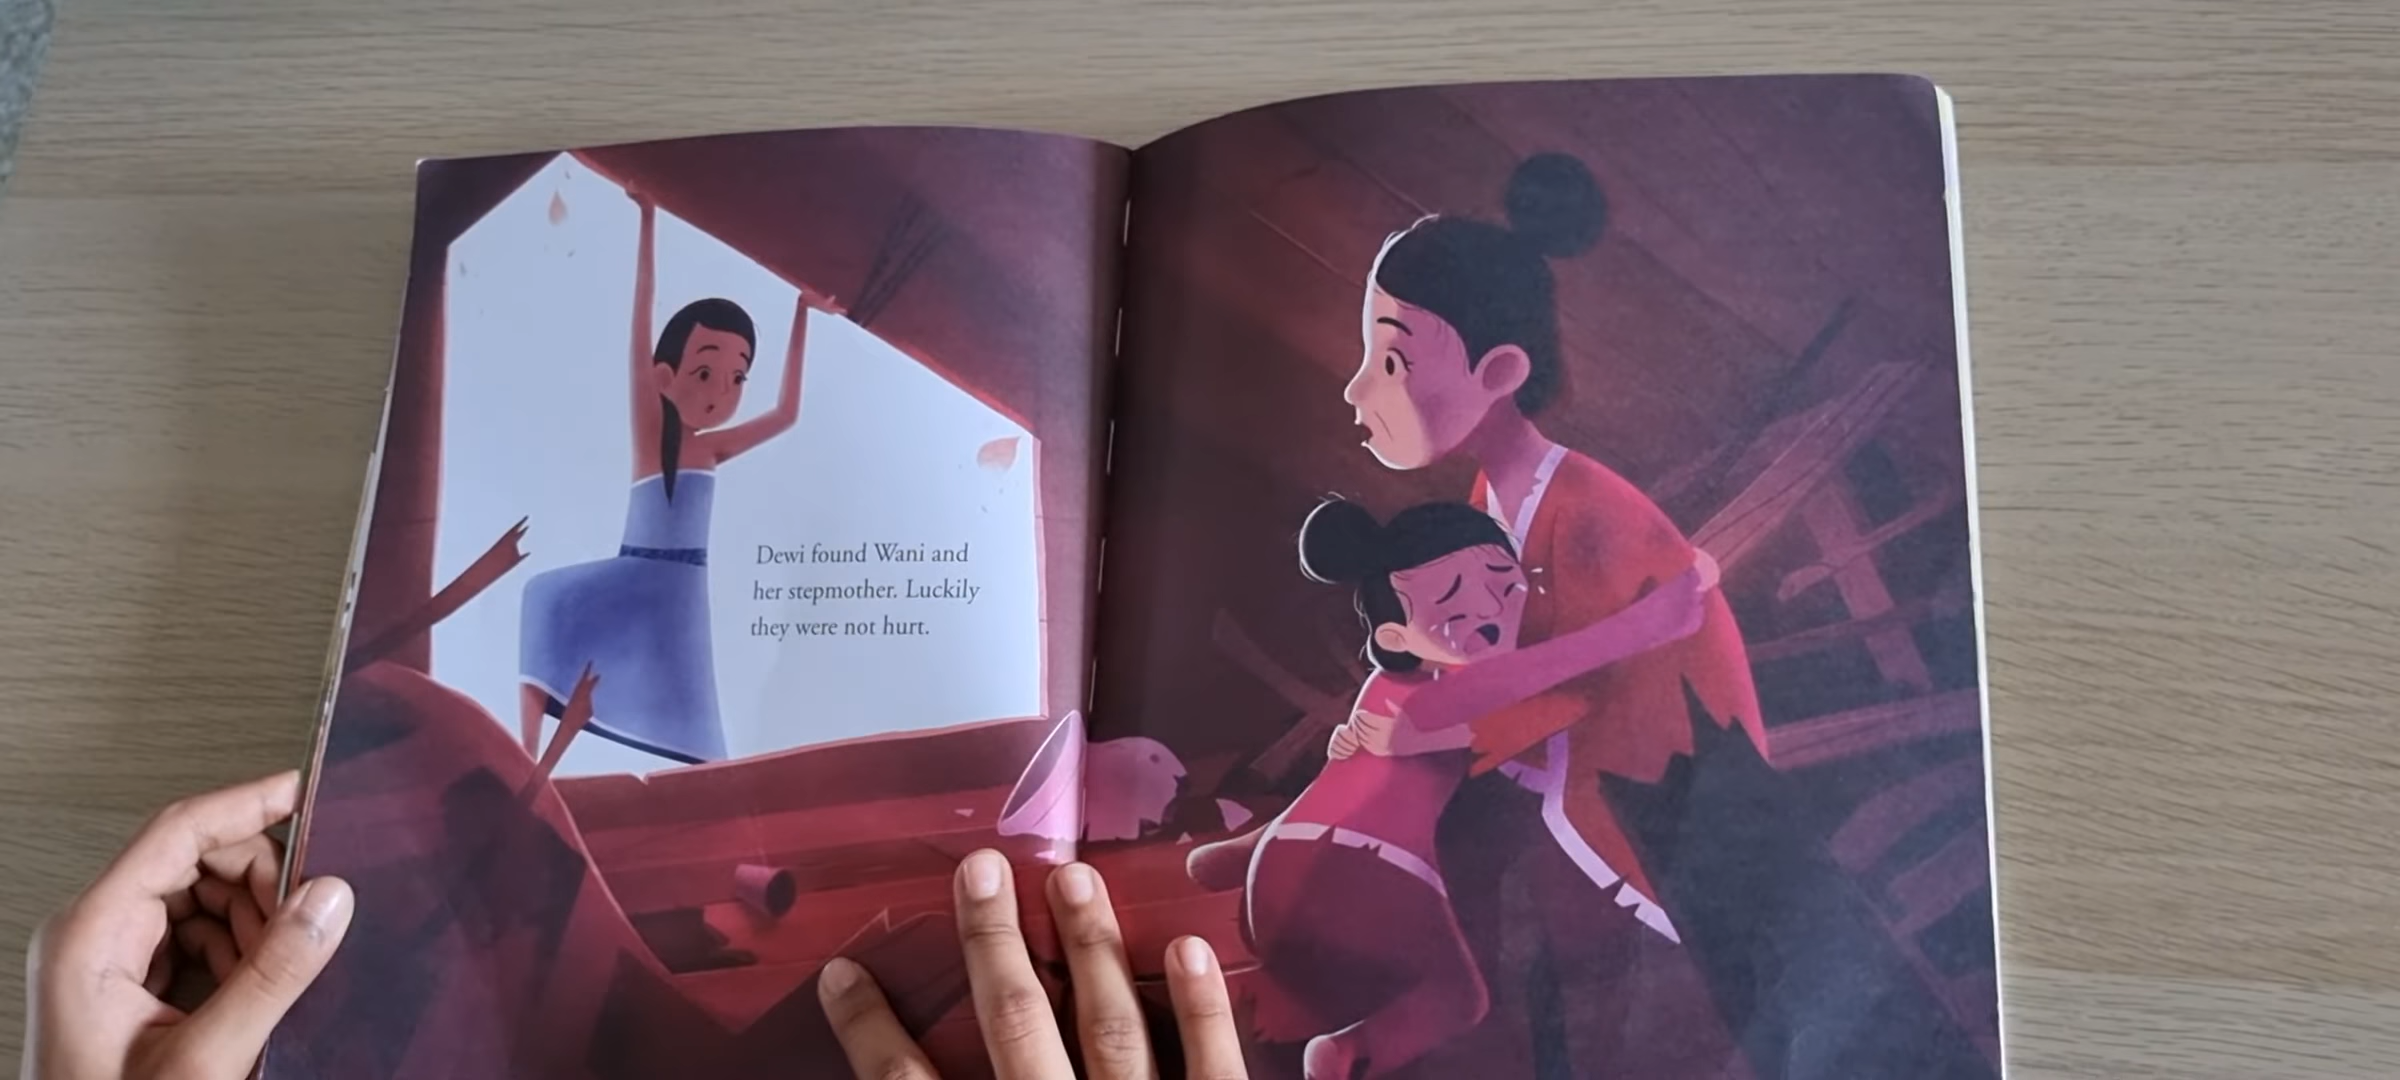 Dewi found Wani and
her stepmother. Luckily
they were not hurt.